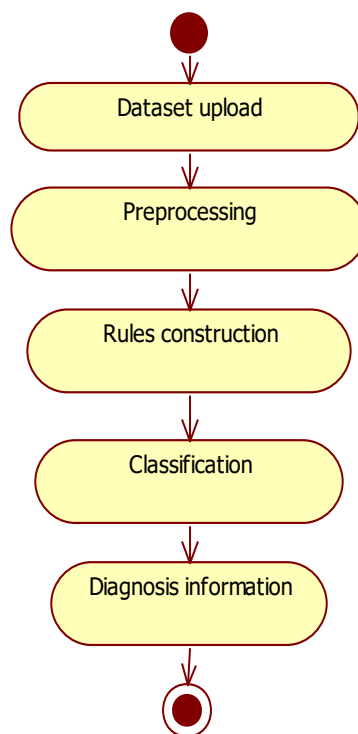 Dataset upload
Preprocessing
Rules construction
Classification
Diagnosis information